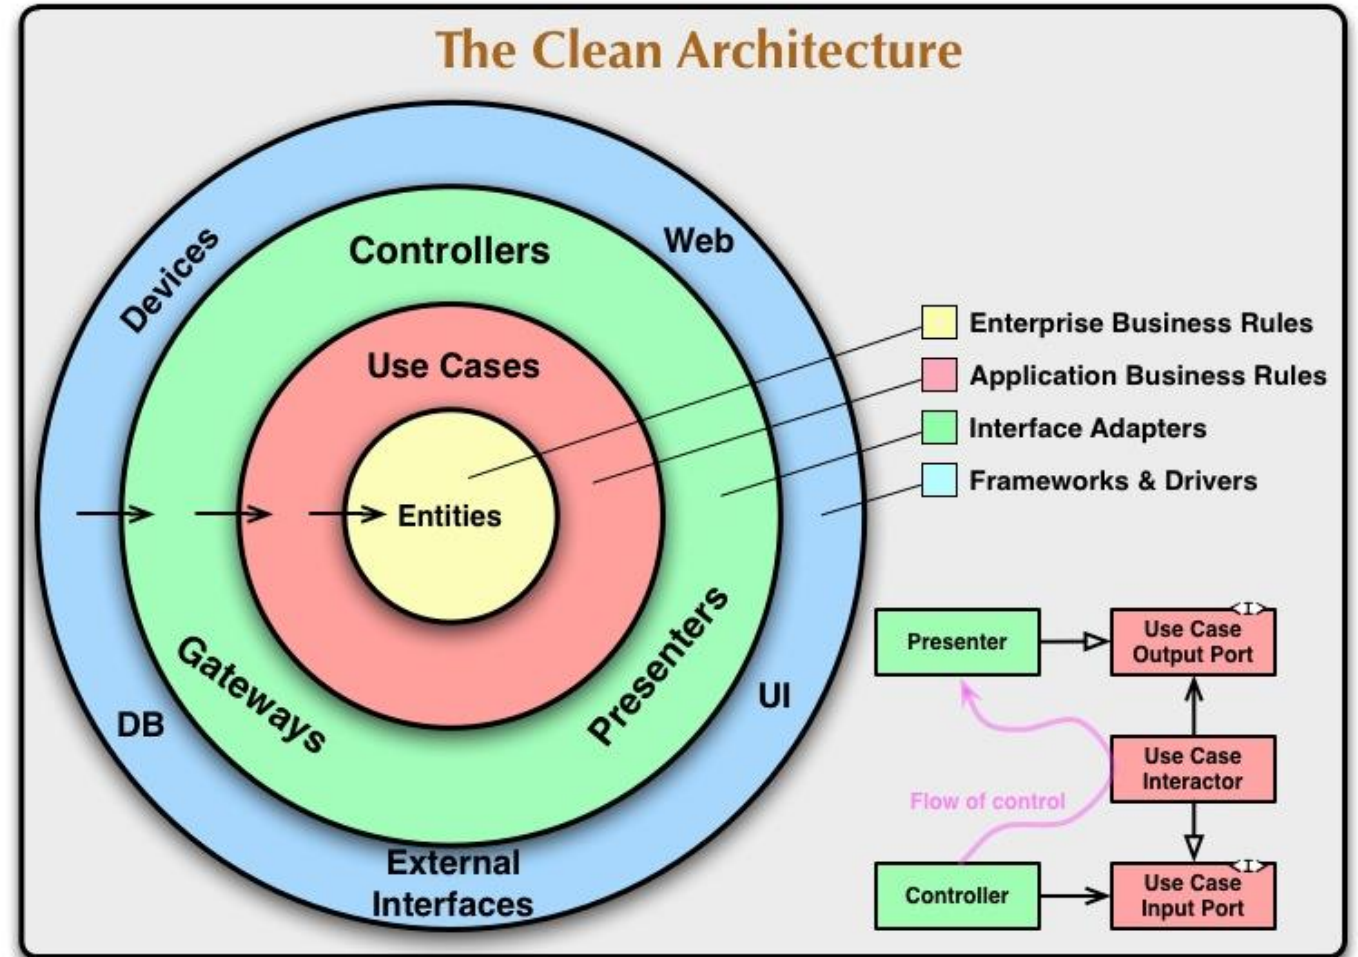 The Clean Architecture
Devices
Controllers
Web
Use Cases
Entities
Gateways
Presenters
DB
UI
External
Interfaces
Enterprise Business Rules
Application Business Rules
Interface Adapters
Frameworks & Drivers
Presenter
<I>
Use Case
Output Port
Flow of control
Use Case
Interactor
Controller
<I>
Use Case
Input Port